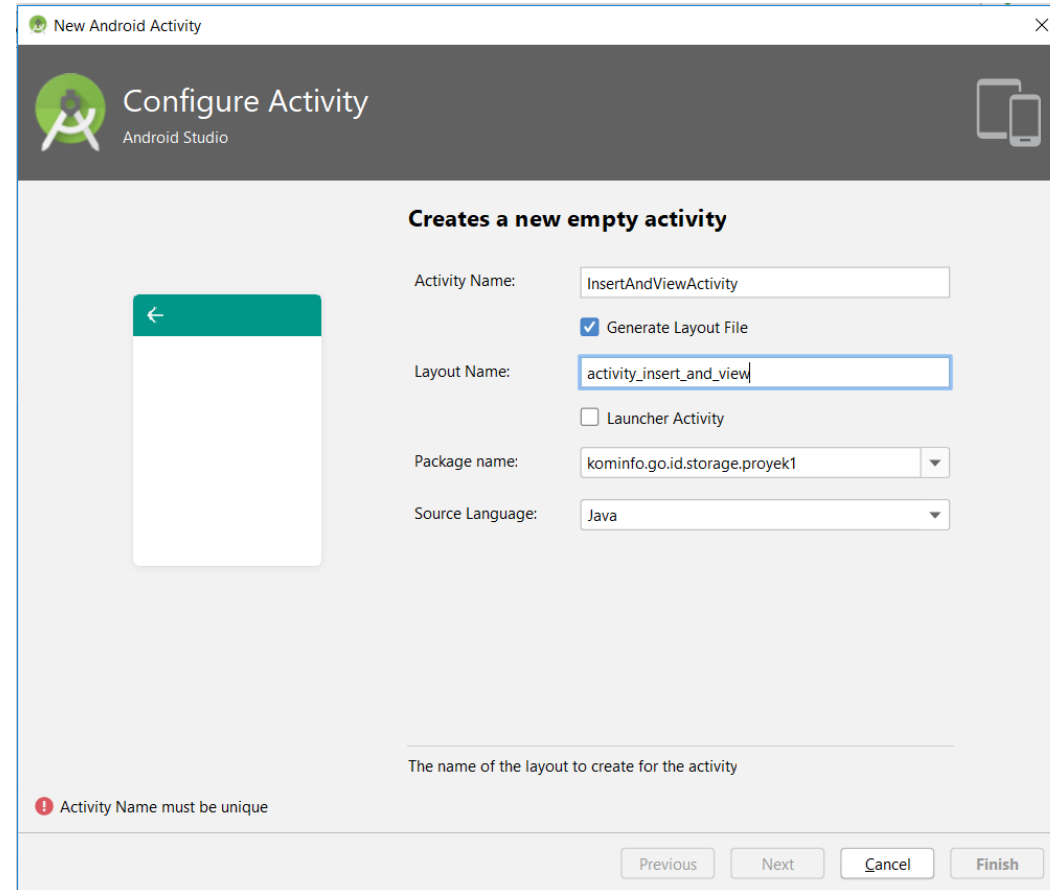 New Android Activity
Configure Activity
Android Studio
Creates a new empty activity
Activity Name:
InsertAndViewActivity
Generate Layout File
Layout Name:
activity_insert_and_view
Launcher Activity
Package name:
kominfo.go.id.storage.proyek1
Source Language:
Java
The name of the layout to create for the activity
Activity Name must be unique
Previous
Next
Cancel
Finish